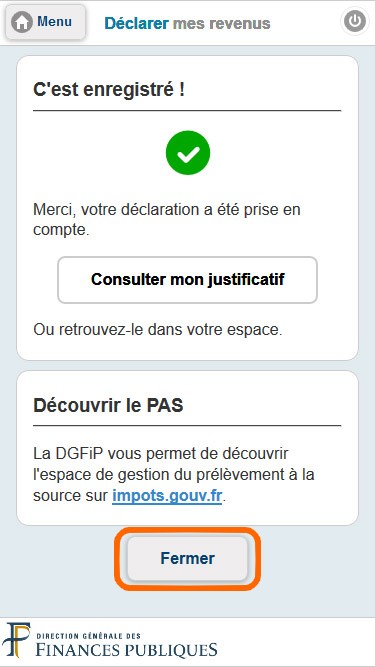 Menu
Déclarer mes revenus
C'est enregistré !
Merci, votre déclaration a été prise en
compte.
Consulter mon justificatif
Ou retrouvez-le dans votre espace.
Découvrir le PAS
La DGFiP vous permet de découvrir
l'espace de gestion du prélèvement à la
source sur impots.gouv.fr.
Fermer
DIRECTION GÉNÉRALE DES
FINANCES PUBLIQUES